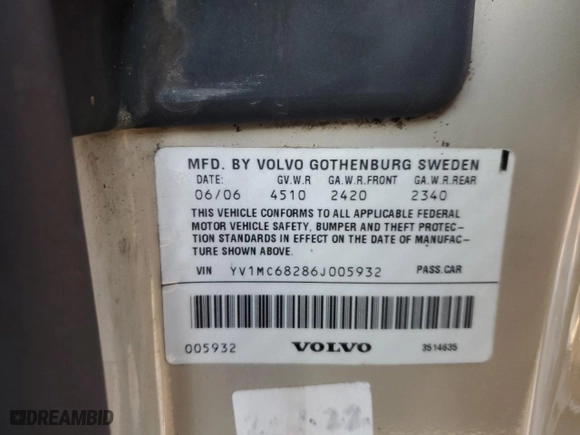 MFD. BY VOLVO GOTHENBURG SWEDEN
DATE: GV.W.R GA.W.R.FRONT GA.W.R.REAR
06/06 4510 2420 2340
THIS VEHICLE CONFORMS TO ALL APPLICABLE FEDERAL
MOTOR VEHICLE SAFETY, BUMPER AND THEFT PROTEC-
TION STANDARDS IN EFFECT ON THE DATE OF MANUFAC-
TURE SHOWN ABOVE.
VIN YV1MC68286J005932 PASS.CAR
005932 VOLVO 3514635
DREAMBID